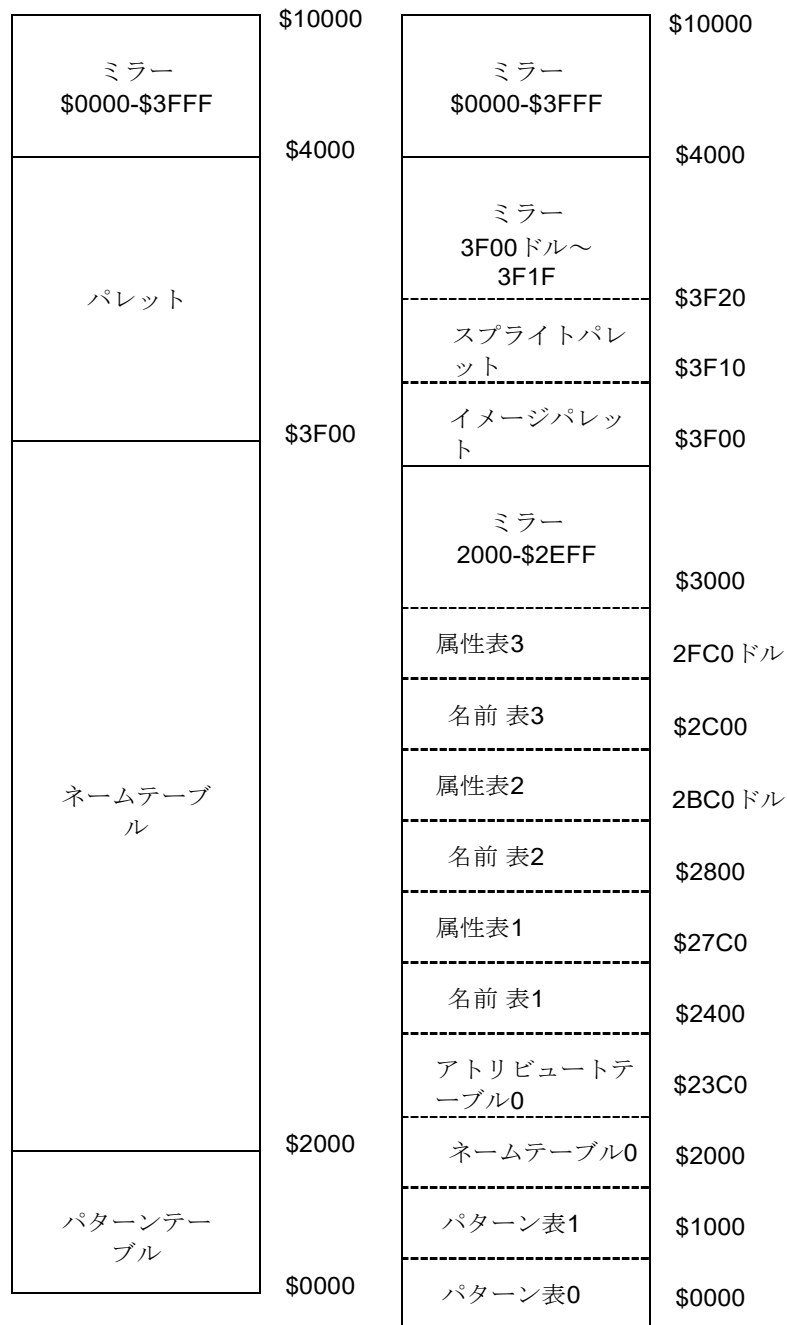 $10000
ミラー
$0000-$3FFF
$4000
パレット
$3F00
ネームテーブ
ル
$2000
パターンテー
ブル
$0000
$10000
ミラー
$0000-$3FFF
$4000
ミラー
3F00ドル～
3F1F
$3F20
スプライトパレ
ット
$3F10
イメージパレッ
ト
$3F00
ミラー
2000-$2EFF
$3000
属性表3
2FC0ドル
名前 表3
$2C00
属性表2
2BC0ドル
名前 表2
$2800
属性表1
$27C0
名前 表1
$2400
アトリビュートテ
ーブル0
$23C0
ネームテーブル0
$2000
パターン表1
$1000
パターン表0
$0000